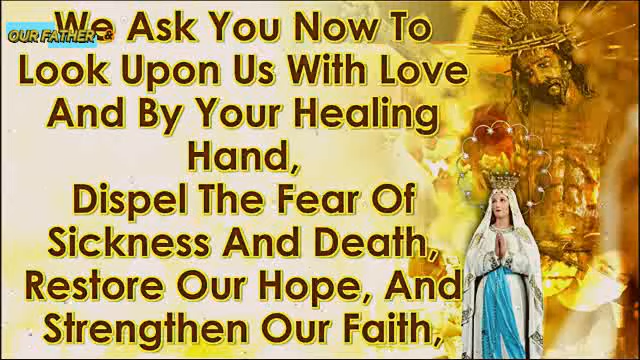 OUR FATHER &
We Ask You Now To
Look Upon Us With Love
And By Your Healing
Hand,
Dispel The Fear Of
Sickness And Death,
Restore Our Hope, And
Strengthen Our Faith,